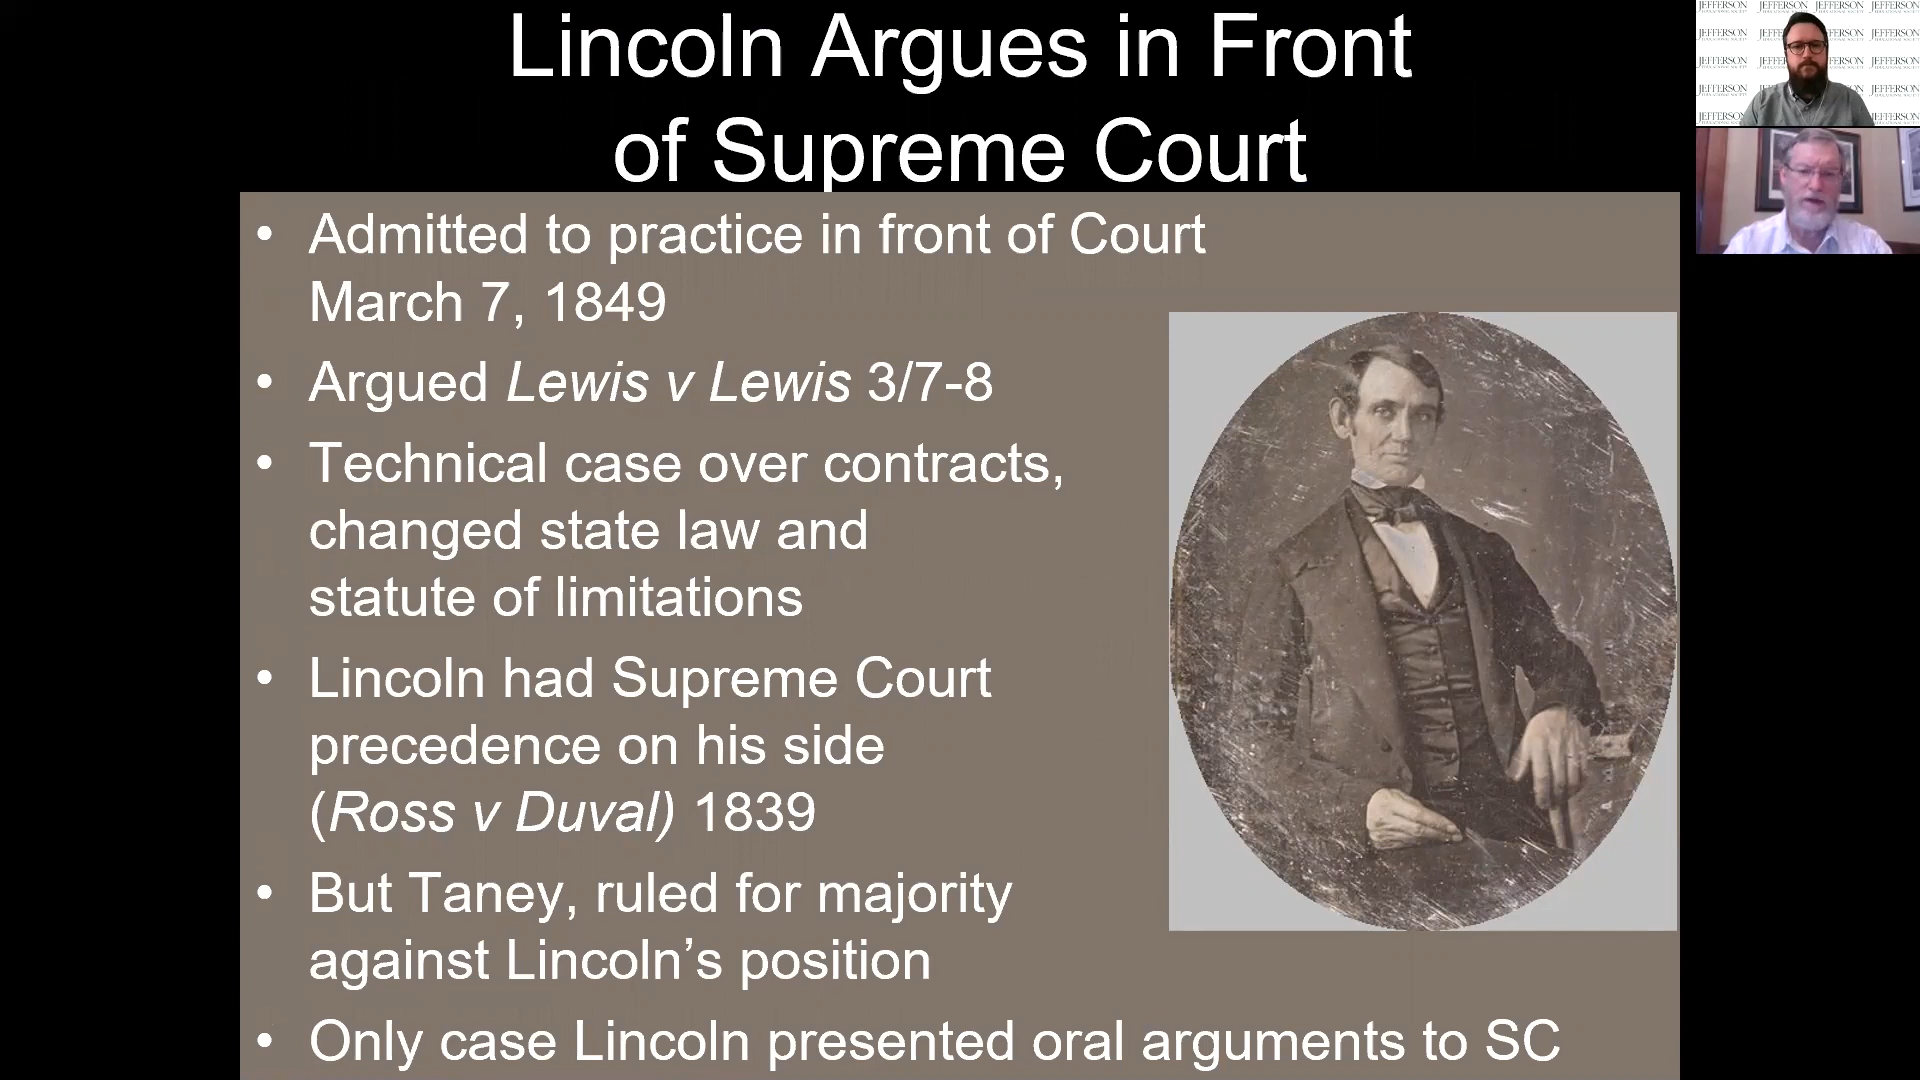 Lincoln Argues in Front
of Supreme Court
• Admitted to practice in front of Court
March 7, 1849
• Argued Lewis v Lewis 3/7-8
• Technical case over contracts,
changed state law and
statute of limitations
• Lincoln had Supreme Court
precedence on his side
(Ross v Duval) 1839
• But Taney, ruled for majority
against Lincoln’s position
• Only case Lincoln presented oral arguments to SC
JEFFERSON
EDUCATIONAL SOCIETY